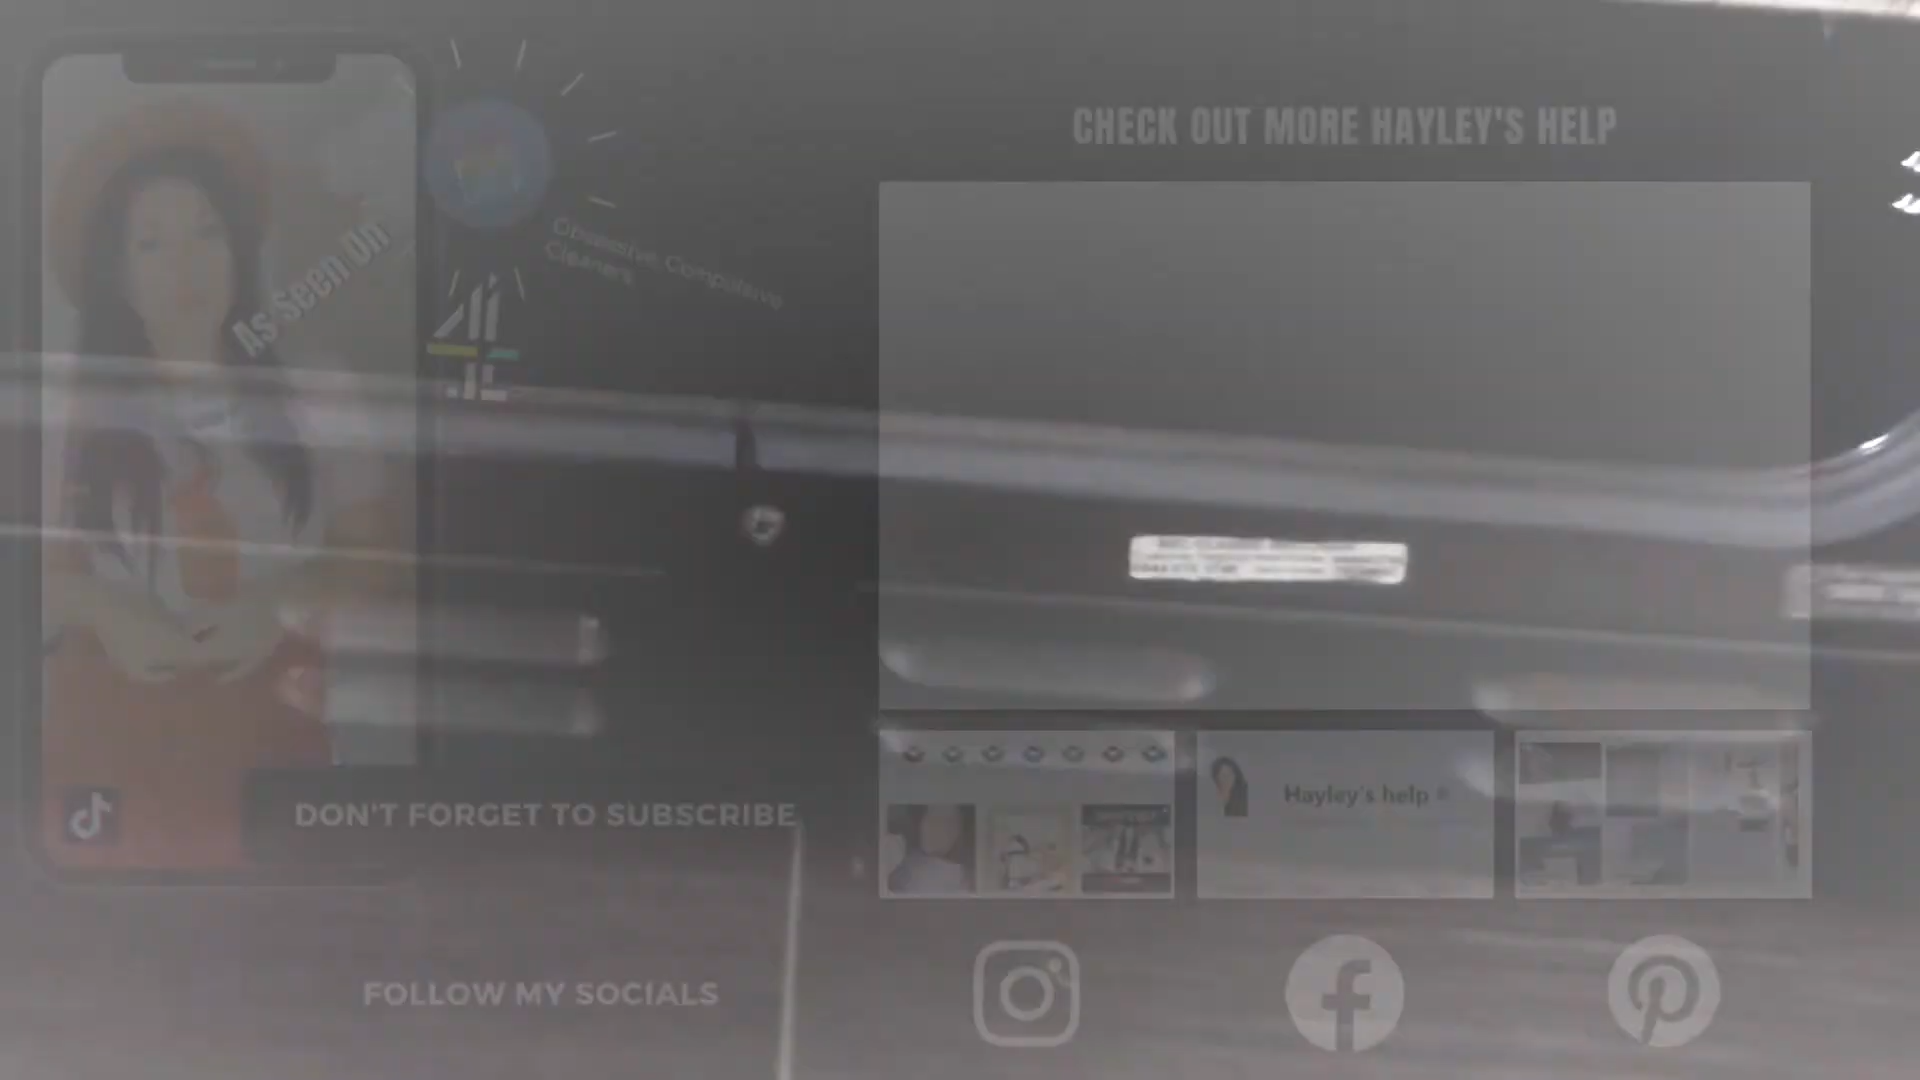 CHECK OUT MORE HAYLEY'S HELP
As Seen On
Obsessive Compulsive
Cleaners
Hayley's help
DON'T FORGET TO SUBSCRIBE
FOLLOW MY SOCIALS